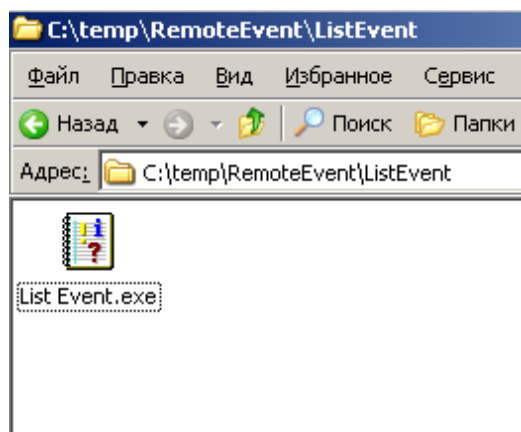 C:\temp\RemoteEvent\ListEvent
Файл Правка Вид Избранное Сервис
Назад Поиск Папки
Адрес: C:\temp\RemoteEvent\ListEvent
List Event.exe